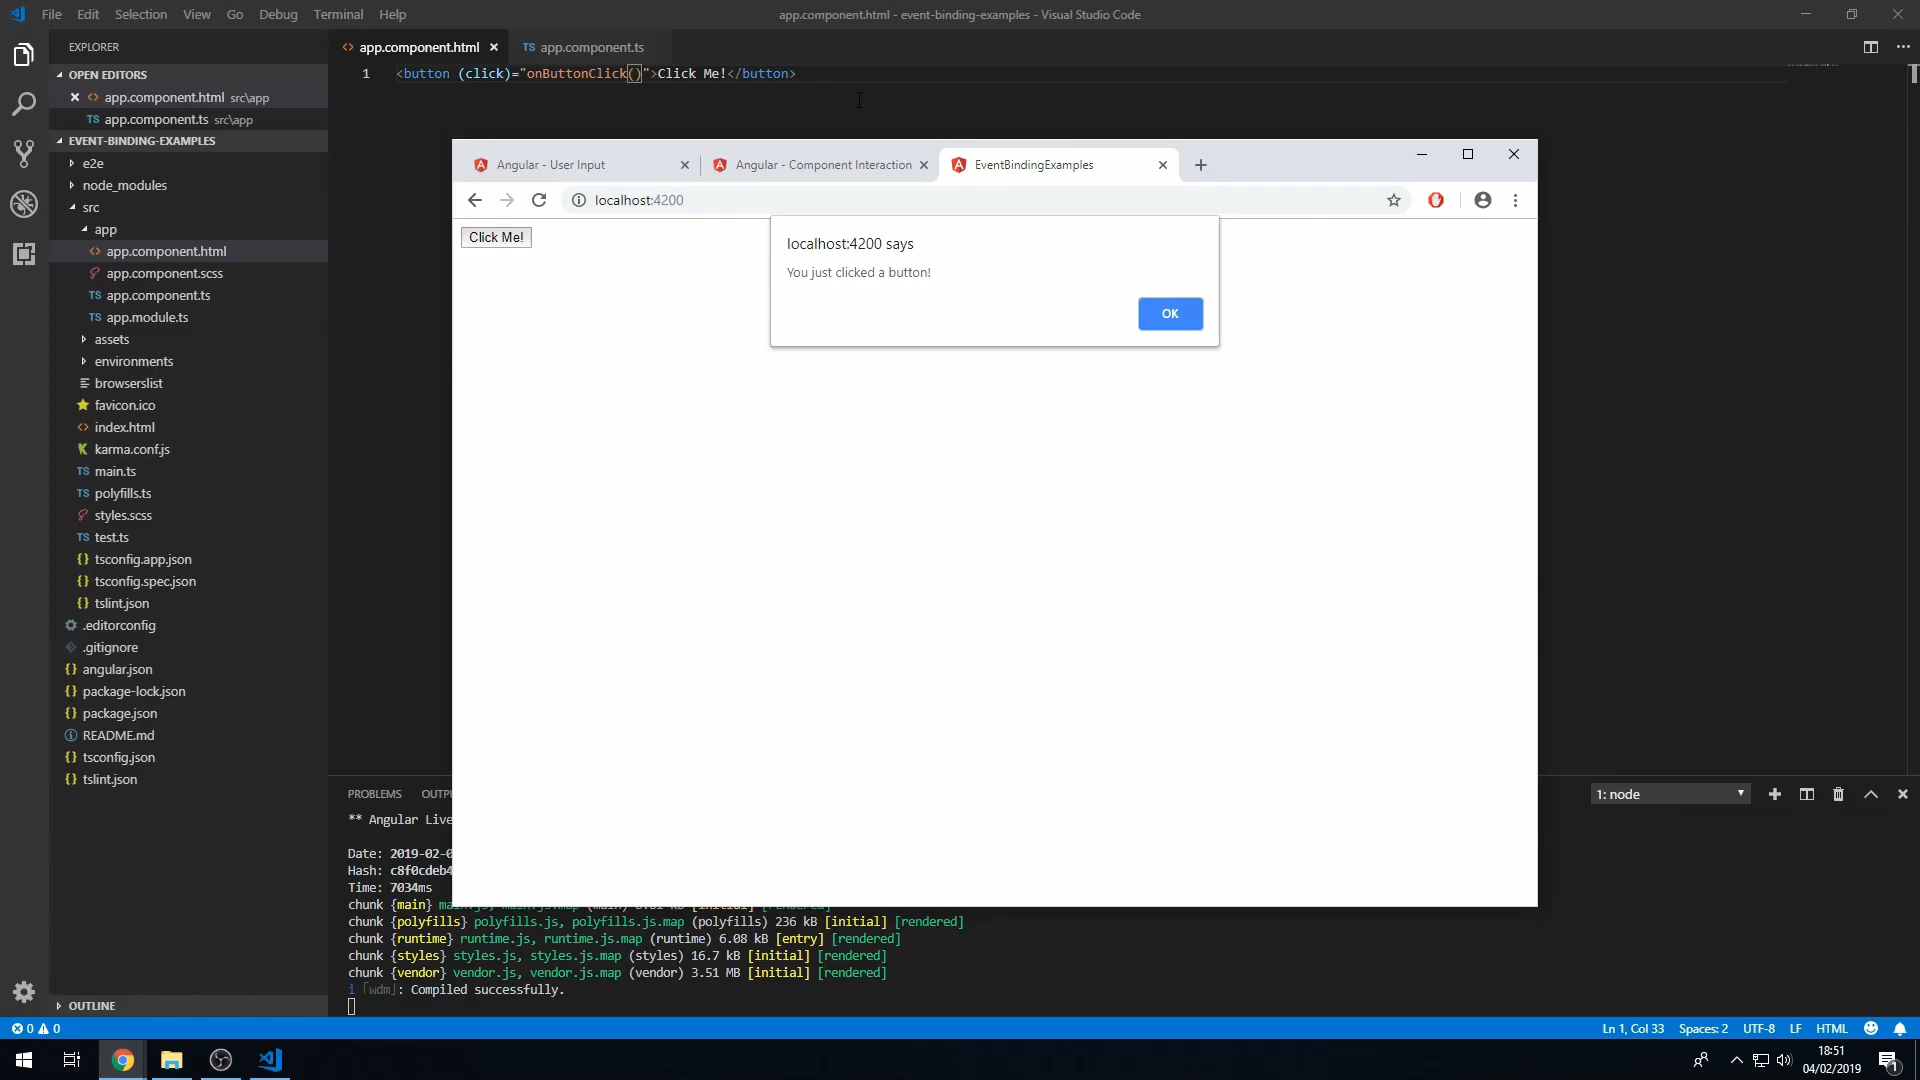 File Edit Selection View Go Debug Terminal Help
app.component.html - event-binding-examples - Visual Studio Code
EXPLORER
OPEN EDITORS
app.component.html src\app
app.component.ts src\app
EVENT-BINDING-EXAMPLES
e2e
node_modules
src
app
app.component.html
app.component.scss
app.component.ts
app.module.ts
assets
environments
browserslist
favicon.ico
index.html
karma.conf.js
main.ts
polyfills.ts
styles.scss
test.ts
tsconfig.app.json
tsconfig.spec.json
tslint.json
.editorconfig
.gitignore
angular.json
package-lock.json
package.json
README.md
tsconfig.json
tslint.json
OUTLINE
app.component.html
TS app.component.ts
1 <button (click)="onButtonClick()">Click Me!</button>
Angular - User Input
Angular - Component Interaction
EventBindingExamples
localhost:4200
Click Me!
localhost:4200 says
You just clicked a button!
OK
PROBLEMS OUTPU
1: node
** Angular Live
Date: 2019-02-0
Hash: c8f0cdeb4
Time: 7034ms
chunk {main}
chunk {polyfills} polyfills.js, polyfills.js.map (polyfills) 236 kB [initial] [rendered]
chunk {runtime} runtime.js, runtime.js.map (runtime) 6.08 kB [entry] [rendered]
chunk {styles} styles.js, styles.js.map (styles) 16.7 kB [initial] [rendered]
chunk {vendor} vendor.js, vendor.js.map (vendor) 3.51 MB [initial] [rendered]
i ｢wdm｣: Compiled successfully.
0 0
Ln 1, Col 33 Spaces: 2 UTF-8 LF HTML
18:51
04/02/2019
1